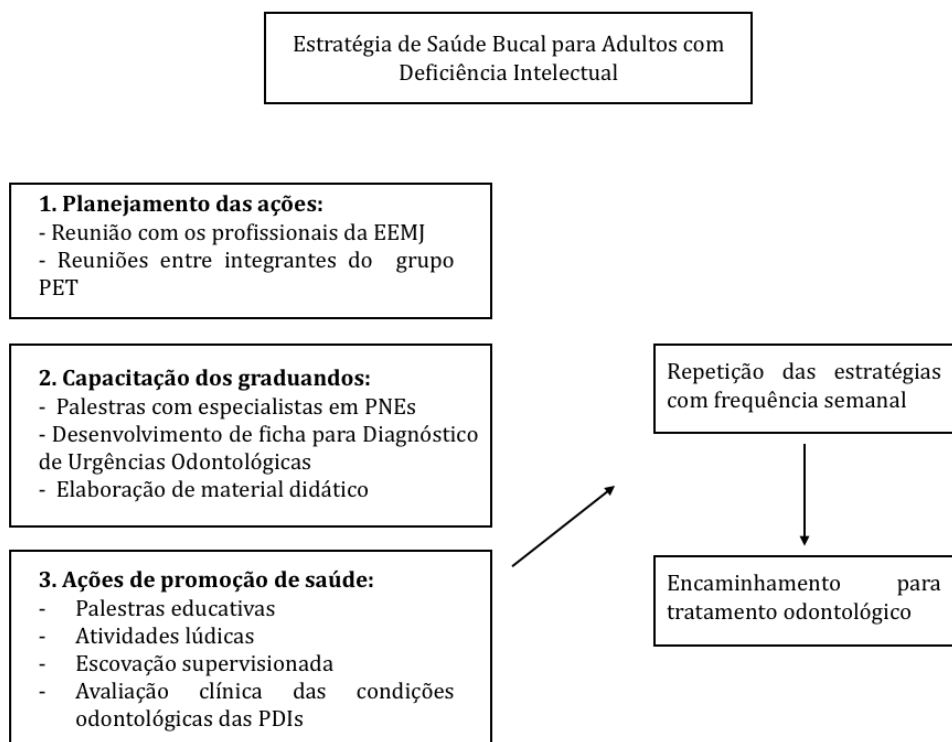 Estratégia de Saúde Bucal para Adultos com
Deficiência Intelectual
1. Planejamento das ações:
- Reunião com os profissionais da EEMJ
- Reuniões entre integrantes do grupo
PET
2. Capacitação dos graduandos:
- Palestras com especialistas em PNEs
- Desenvolvimento de ficha para Diagnóstico
de Urgências Odontológicas
- Elaboração de material didático
3. Ações de promoção de saúde:
- Palestras educativas
- Atividades lúdicas
- Escovação supervisionada
- Avaliação clínica das condições
odontológicas das PDIs
Repetição das estratégias
com frequência semanal
Encaminhamento para
tratamento odontológico